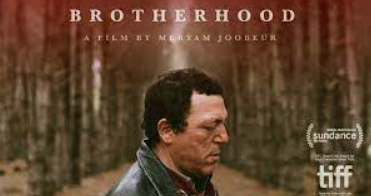 BROTHERHOOD
A FILM BY MERYAM JOOBEUR
sundance
tiff